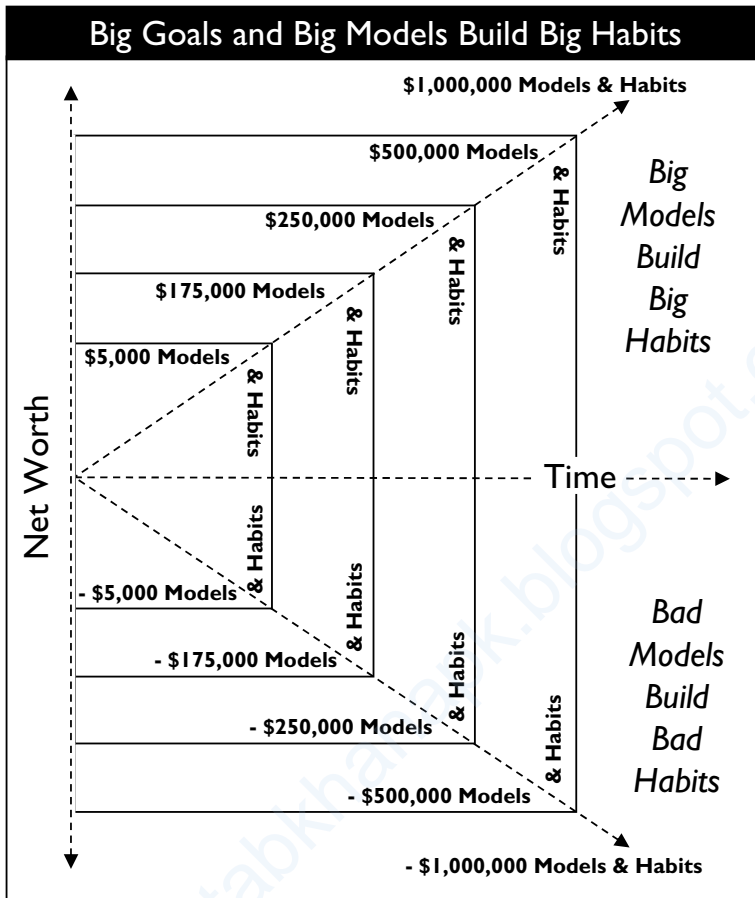 Big Goals and Big Models Build Big Habits
$1,000,000 Models & Habits
$500,000 Models
& Habits
$250,000 Models
& Habits
$175,000 Models
& Habits
$5,000 Models
& Habits
Big
Models
Build
Big
Habits
Net Worth
Time
- $5,000 Models
& Habits
- $175,000 Models
& Habits
- $250,000 Models
& Habits
- $500,000 Models
& Habits
- $1,000,000 Models & Habits
Bad
Models
Build
Bad
Habits